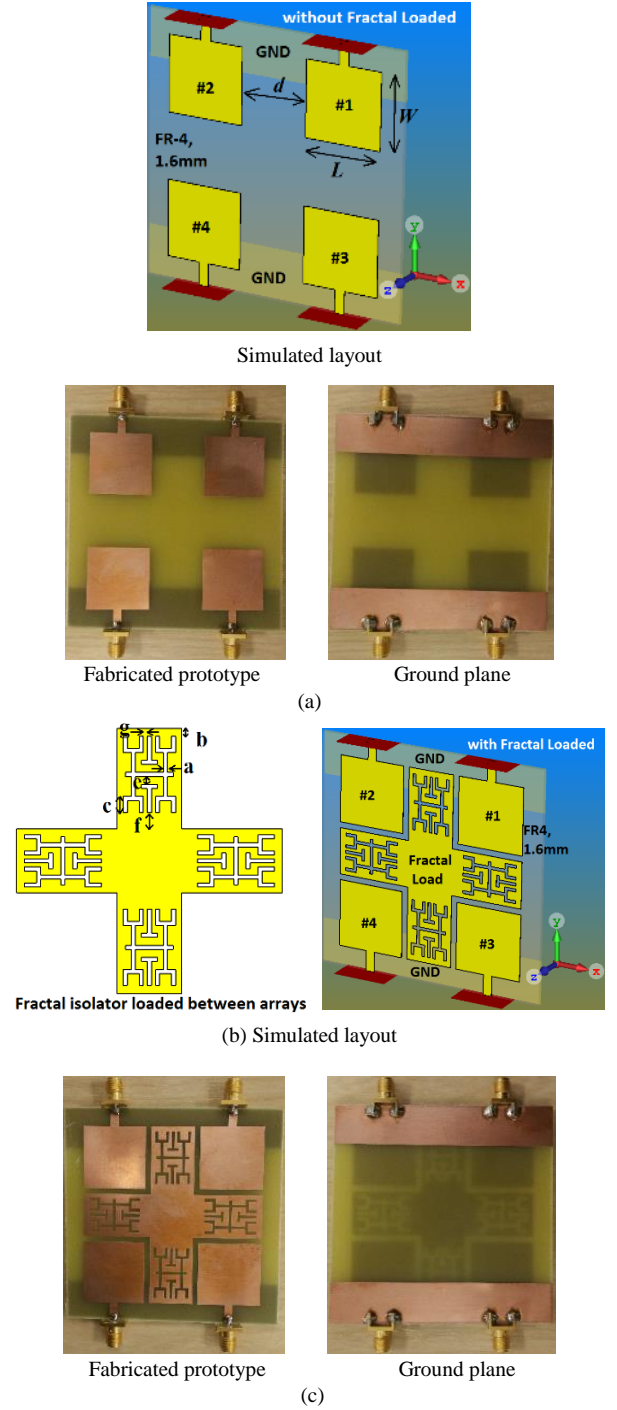 without Fractal Loaded
GND
#2
d
#1
W
FR-4,
1.6mm
L
#4
#3
GND
y
z
x
Simulated layout
Fabricated prototype
Ground plane
(a)
g
b
a
e
c
f
Fractal isolator loaded between arrays
with Fractal Loaded
GND
#2
#1
FR4,
1.6mm
Fractal
Load
#4
#3
GND
y
z
x
(b) Simulated layout
Fabricated prototype
Ground plane
(c)